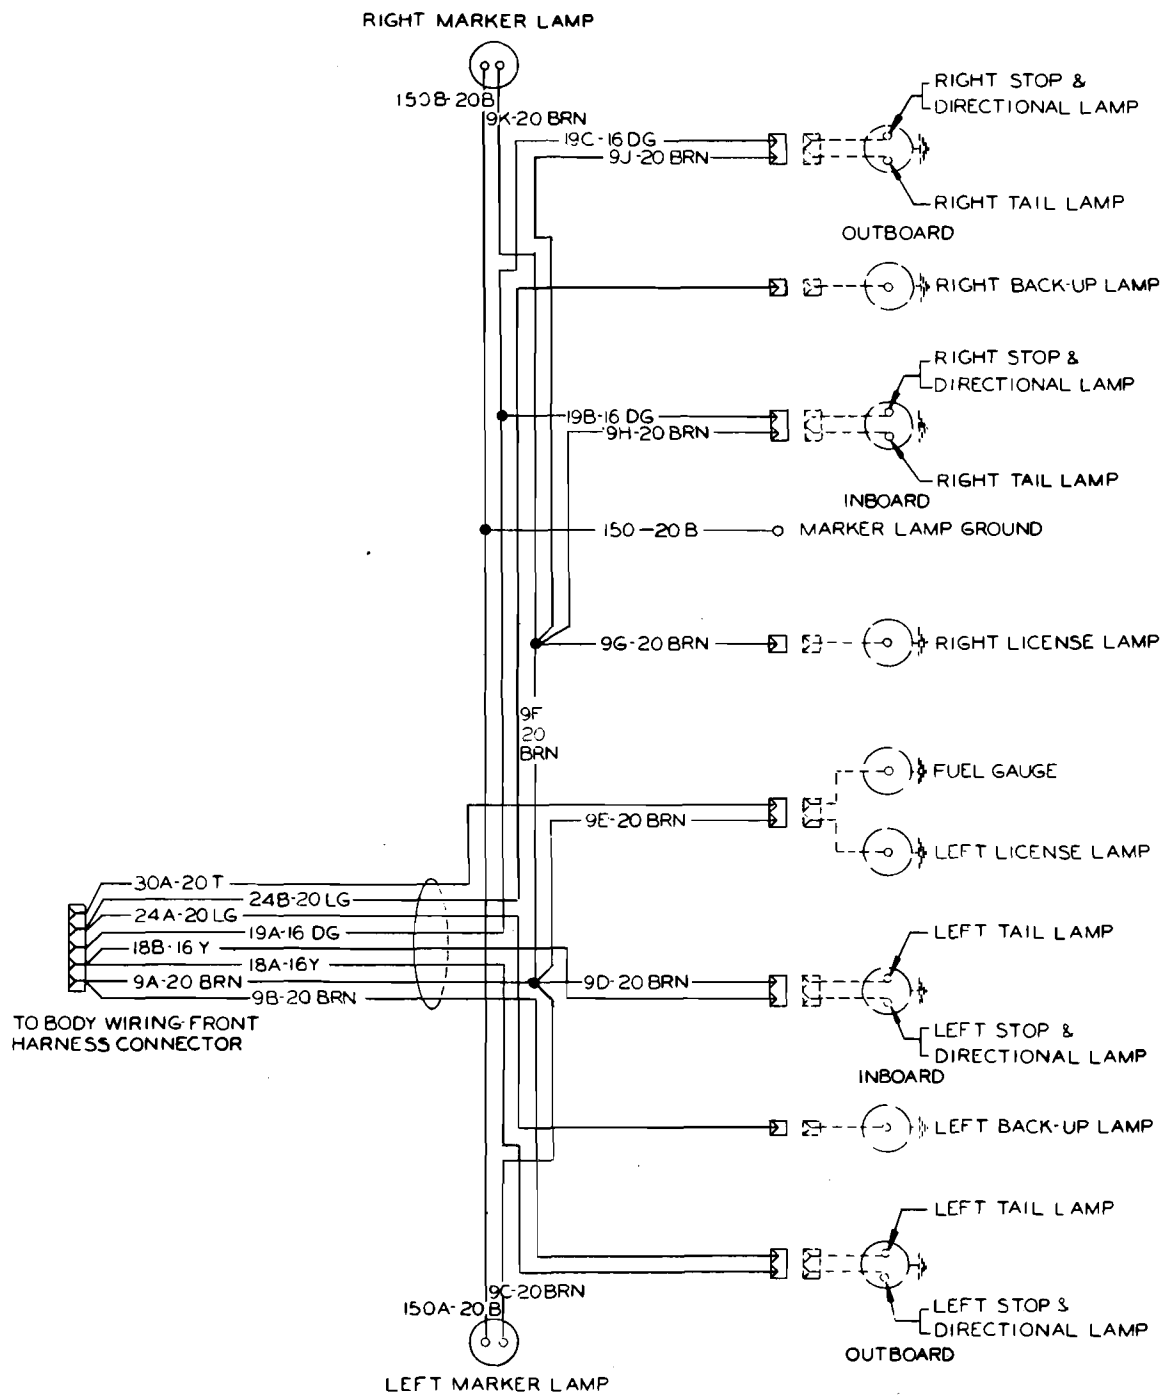 RIGHT MARKER LAMP
150B-20B
9K-20 BRN
19C-16 DG
9J-20 BRN
RIGHT STOP &
DIRECTIONAL LAMP
RIGHT TAIL LAMP
OUTBOARD
RIGHT BACK-UP LAMP
RIGHT STOP &
DIRECTIONAL LAMP
19B-16 DG
9H-20 BRN
RIGHT TAIL LAMP
INBOARD
150-20 B
MARKER LAMP GROUND
9G-20 BRN
RIGHT LICENSE LAMP
9F
20
BRN
FUEL GAUGE
9E-20 BRN
LEFT LICENSE LAMP
30A-20 T
24B-20 LG
24A-20 LG
19A-16 DG
18B-16 Y
18A-16Y
9A-20 BRN
9B-20 BRN
TO BODY WIRING-FRONT
HARNESS CONNECTOR
LEFT TAIL LAMP
9D-20 BRN
LEFT STOP &
DIRECTIONAL LAMP
INBOARD
LEFT BACK-UP LAMP
LEFT TAIL LAMP
9C-20BRN
150A-20 B
LEFT STOP &
DIRECTIONAL LAMP
OUTBOARD
LEFT MARKER LAMP